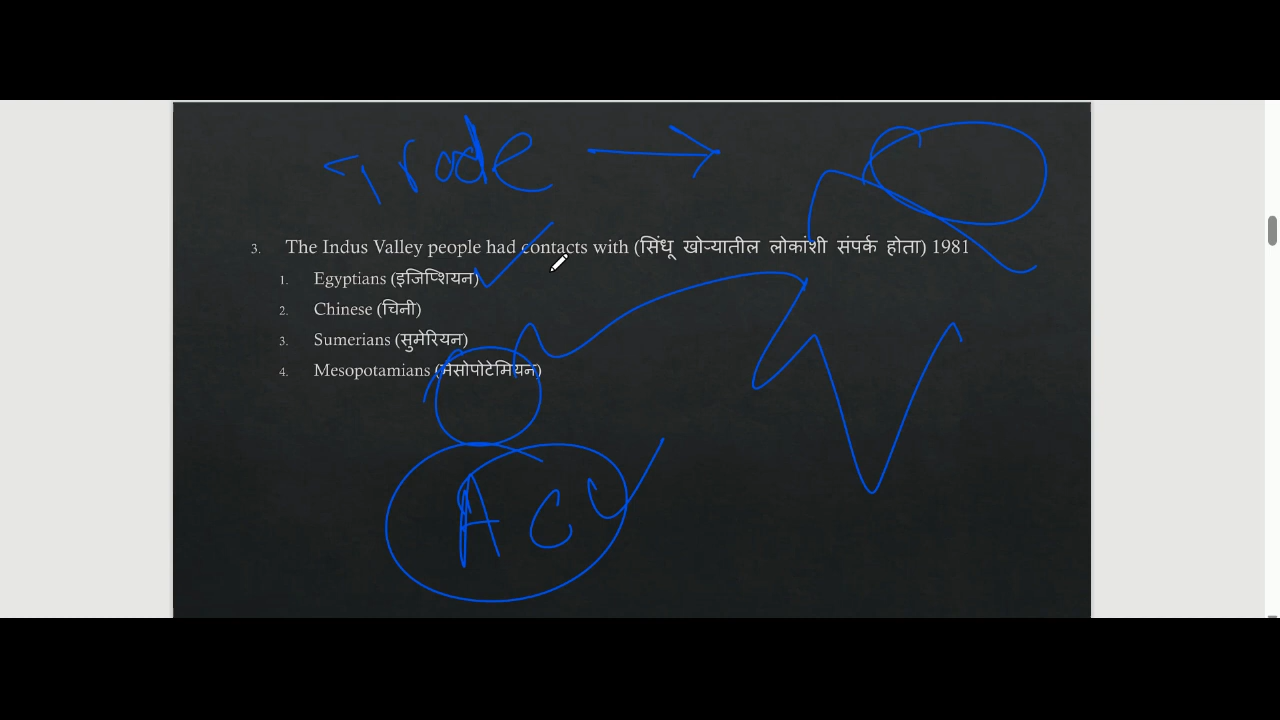 Trade
3. The Indus Valley people had contacts with (सिंधू खोऱ्यातील लोकांशी संपर्क होता) 1981
1. Egyptians (इजिप्शियन)
2. Chinese (चिनी)
3. Sumerians (सुमेरियन)
4. Mesopotamians (मेसोपोटेमियन)